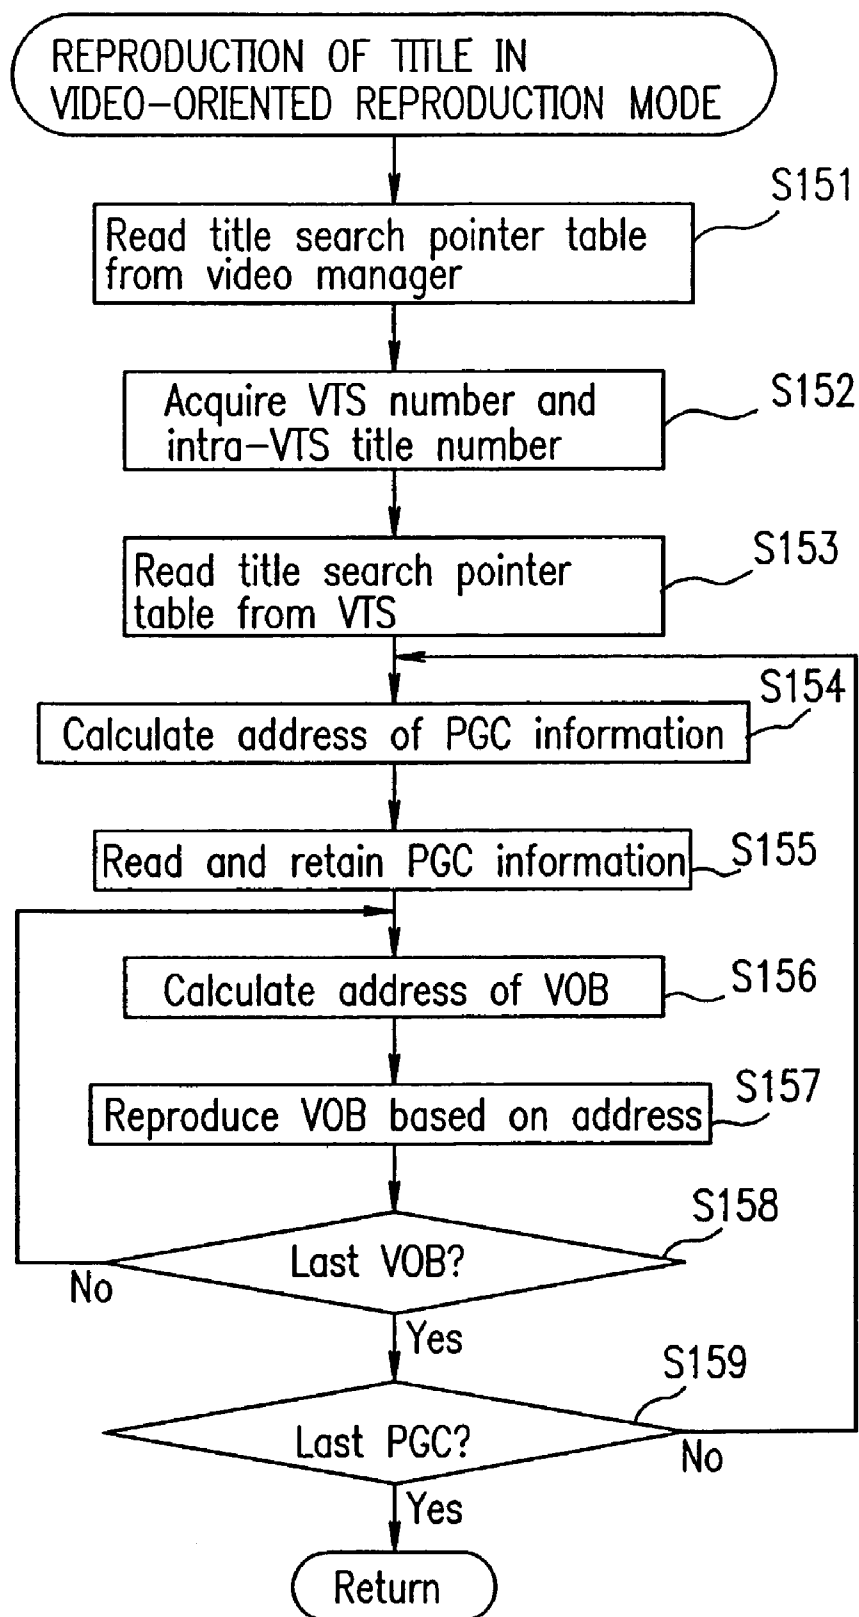 REPRODUCTION OF TITLE IN
VIDEO-ORIENTED REPRODUCTION MODE
S151
Read title search pointer table
from video manager
S152
Acquire VTS number and
intra-VTS title number
S153
Read title search pointer
table from VTS
S154
Calculate address of PGC information
S155
Read and retain PGC information
S156
Calculate address of VOB
S157
Reproduce VOB based on address
S158
Last VOB?
No
Yes
S159
Last PGC?
No
Yes
Return